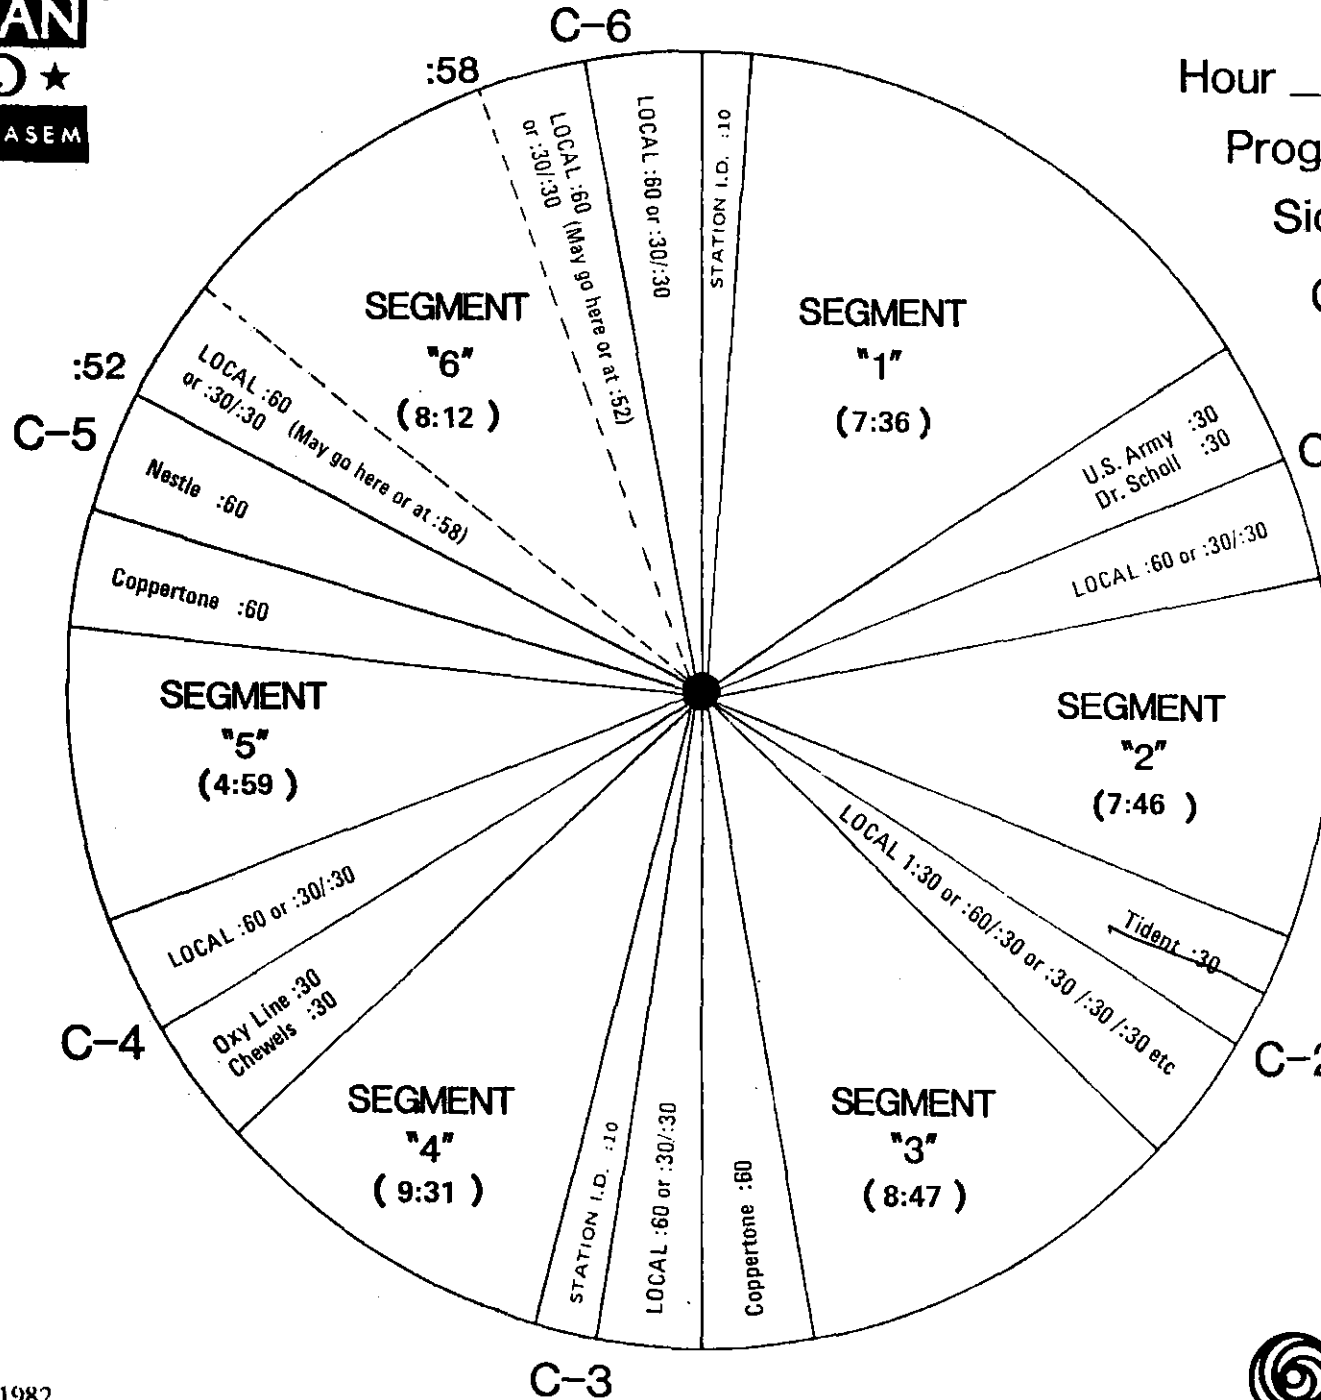 AN
ASEM
C-6
:58
Hour
Prog
Sid
LOCAL :60 (May go here or at :52)
or :30/:30
LOCAL :60 or :30/:30
STATION I.D. :10
SEGMENT
"1"
(7:36)
U.S. Army :30
Dr. Scholl :30
LOCAL :60 or :30/:30
SEGMENT
"2"
(7:46 )
Tident :30
LOCAL 1:30 or :60/:30 or :30 /:30 /:30 etc
C-2
SEGMENT
"3"
(8:47 )
Coppertone :60
LOCAL :60 or :30/:30
STATION I.D. :10
C-3
SEGMENT
"4"
( 9:31 )
Oxy Line :30
Chewels :30
C-4
LOCAL :60 or :30/:30
SEGMENT
"5"
(4:59 )
Coppertone :60
Nestle :60
C-5
:52
LOCAL :60
or :30/:30 (May go here or at :58)
SEGMENT
"6"
(8:12 )
1982